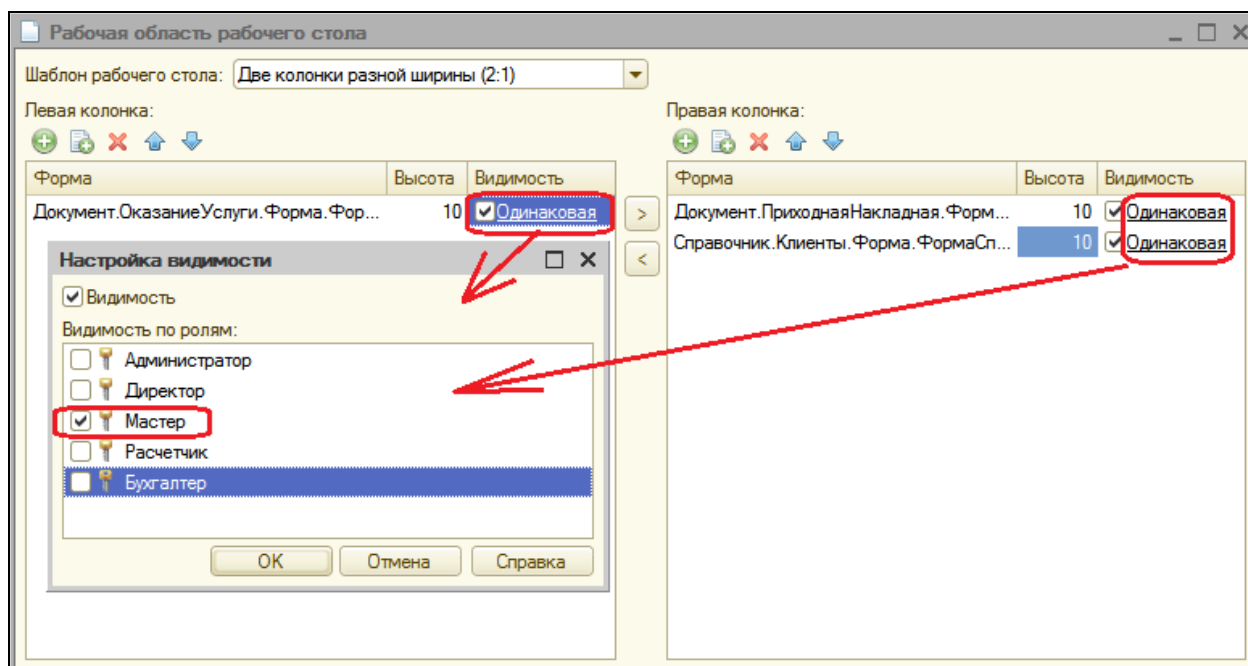 Рабочая область рабочего стола
Шаблон рабочего стола: Две колонки разной ширины (2:1)
Левая колонка:
Форма Высота Видимость
Документ.ОказаниеУслуги.Форма.Фор... 10 Одинаковая
Настройка видимости
Видимость
Видимость по ролям:
Администратор
Директор
Мастер
Расчетчик
Бухгалтер
ОК Отмена Справка
> 
<
Правая колонка:
Форма Высота Видимость
Документ.ПриходнаяНакладная.Форм... 10 Одинаковая
Справочник.Клиенты.Форма.ФормаСп... 10 Одинаковая